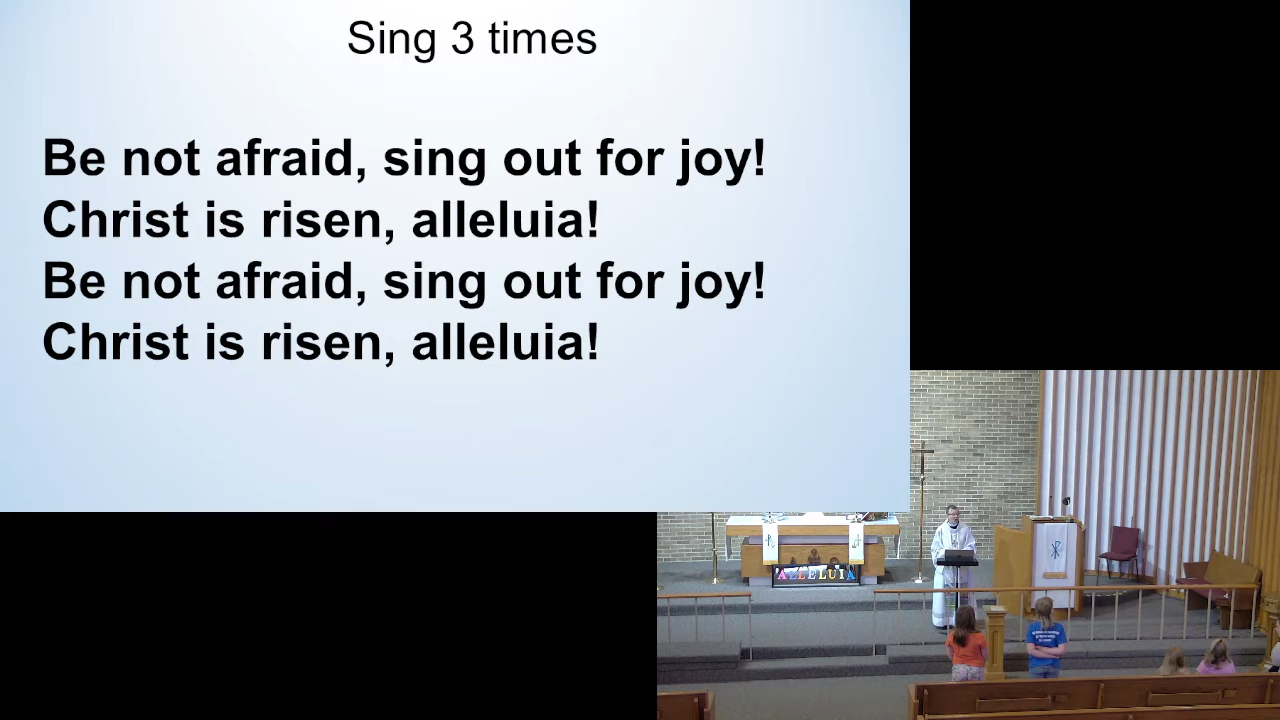 Sing 3 times
Be not afraid, sing out for joy!
Christ is risen, alleluia!
Be not afraid, sing out for joy!
Christ is risen, alleluia!
ALLELUIA